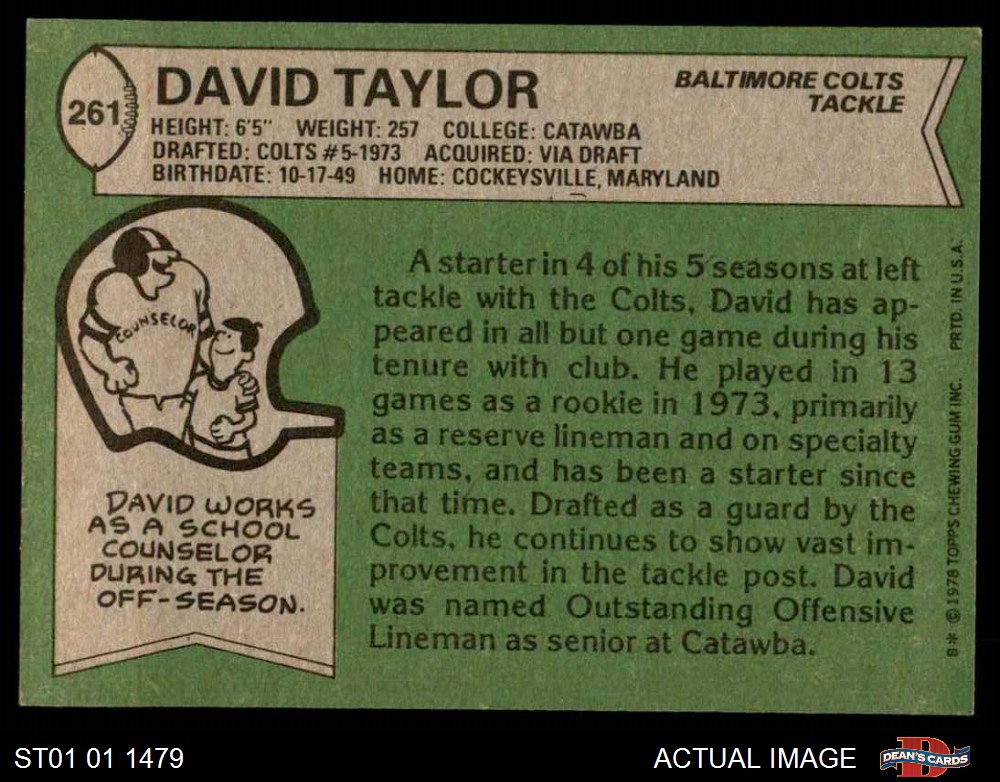 261
DAVID TAYLOR
BALTIMORE COLTS
TACKLE
HEIGHT: 6'5" WEIGHT: 257 COLLEGE: CATAWBA
DRAFTED: COLTS #5-1973 ACQUIRED: VIA DRAFT
BIRTHDATE: 10-17-49 HOME: COCKEYSVILLE, MARYLAND
COUNSELOR
DAVID WORKS
AS A SCHOOL
COUNSELOR
DURING THE
OFF-SEASON.
A starter in 4 of his 5 seasons at left
tackle with the Colts, David has ap-
peared in all but one game during his
tenure with club. He played in 13
games as a rookie in 1973, primarily
as a reserve lineman and on specialty
teams, and has been a starter since
that time. Drafted as a guard by the
Colts, he continues to show vast im-
provement in the tackle post. David
was named Outstanding Offensive
Lineman as senior at Catawba.
B* © 1978 TOPPS CHEWING GUM INC. PRTD. IN U.S.A.
ST01 01 1479
ACTUAL IMAGE
DEAN'S CARDS